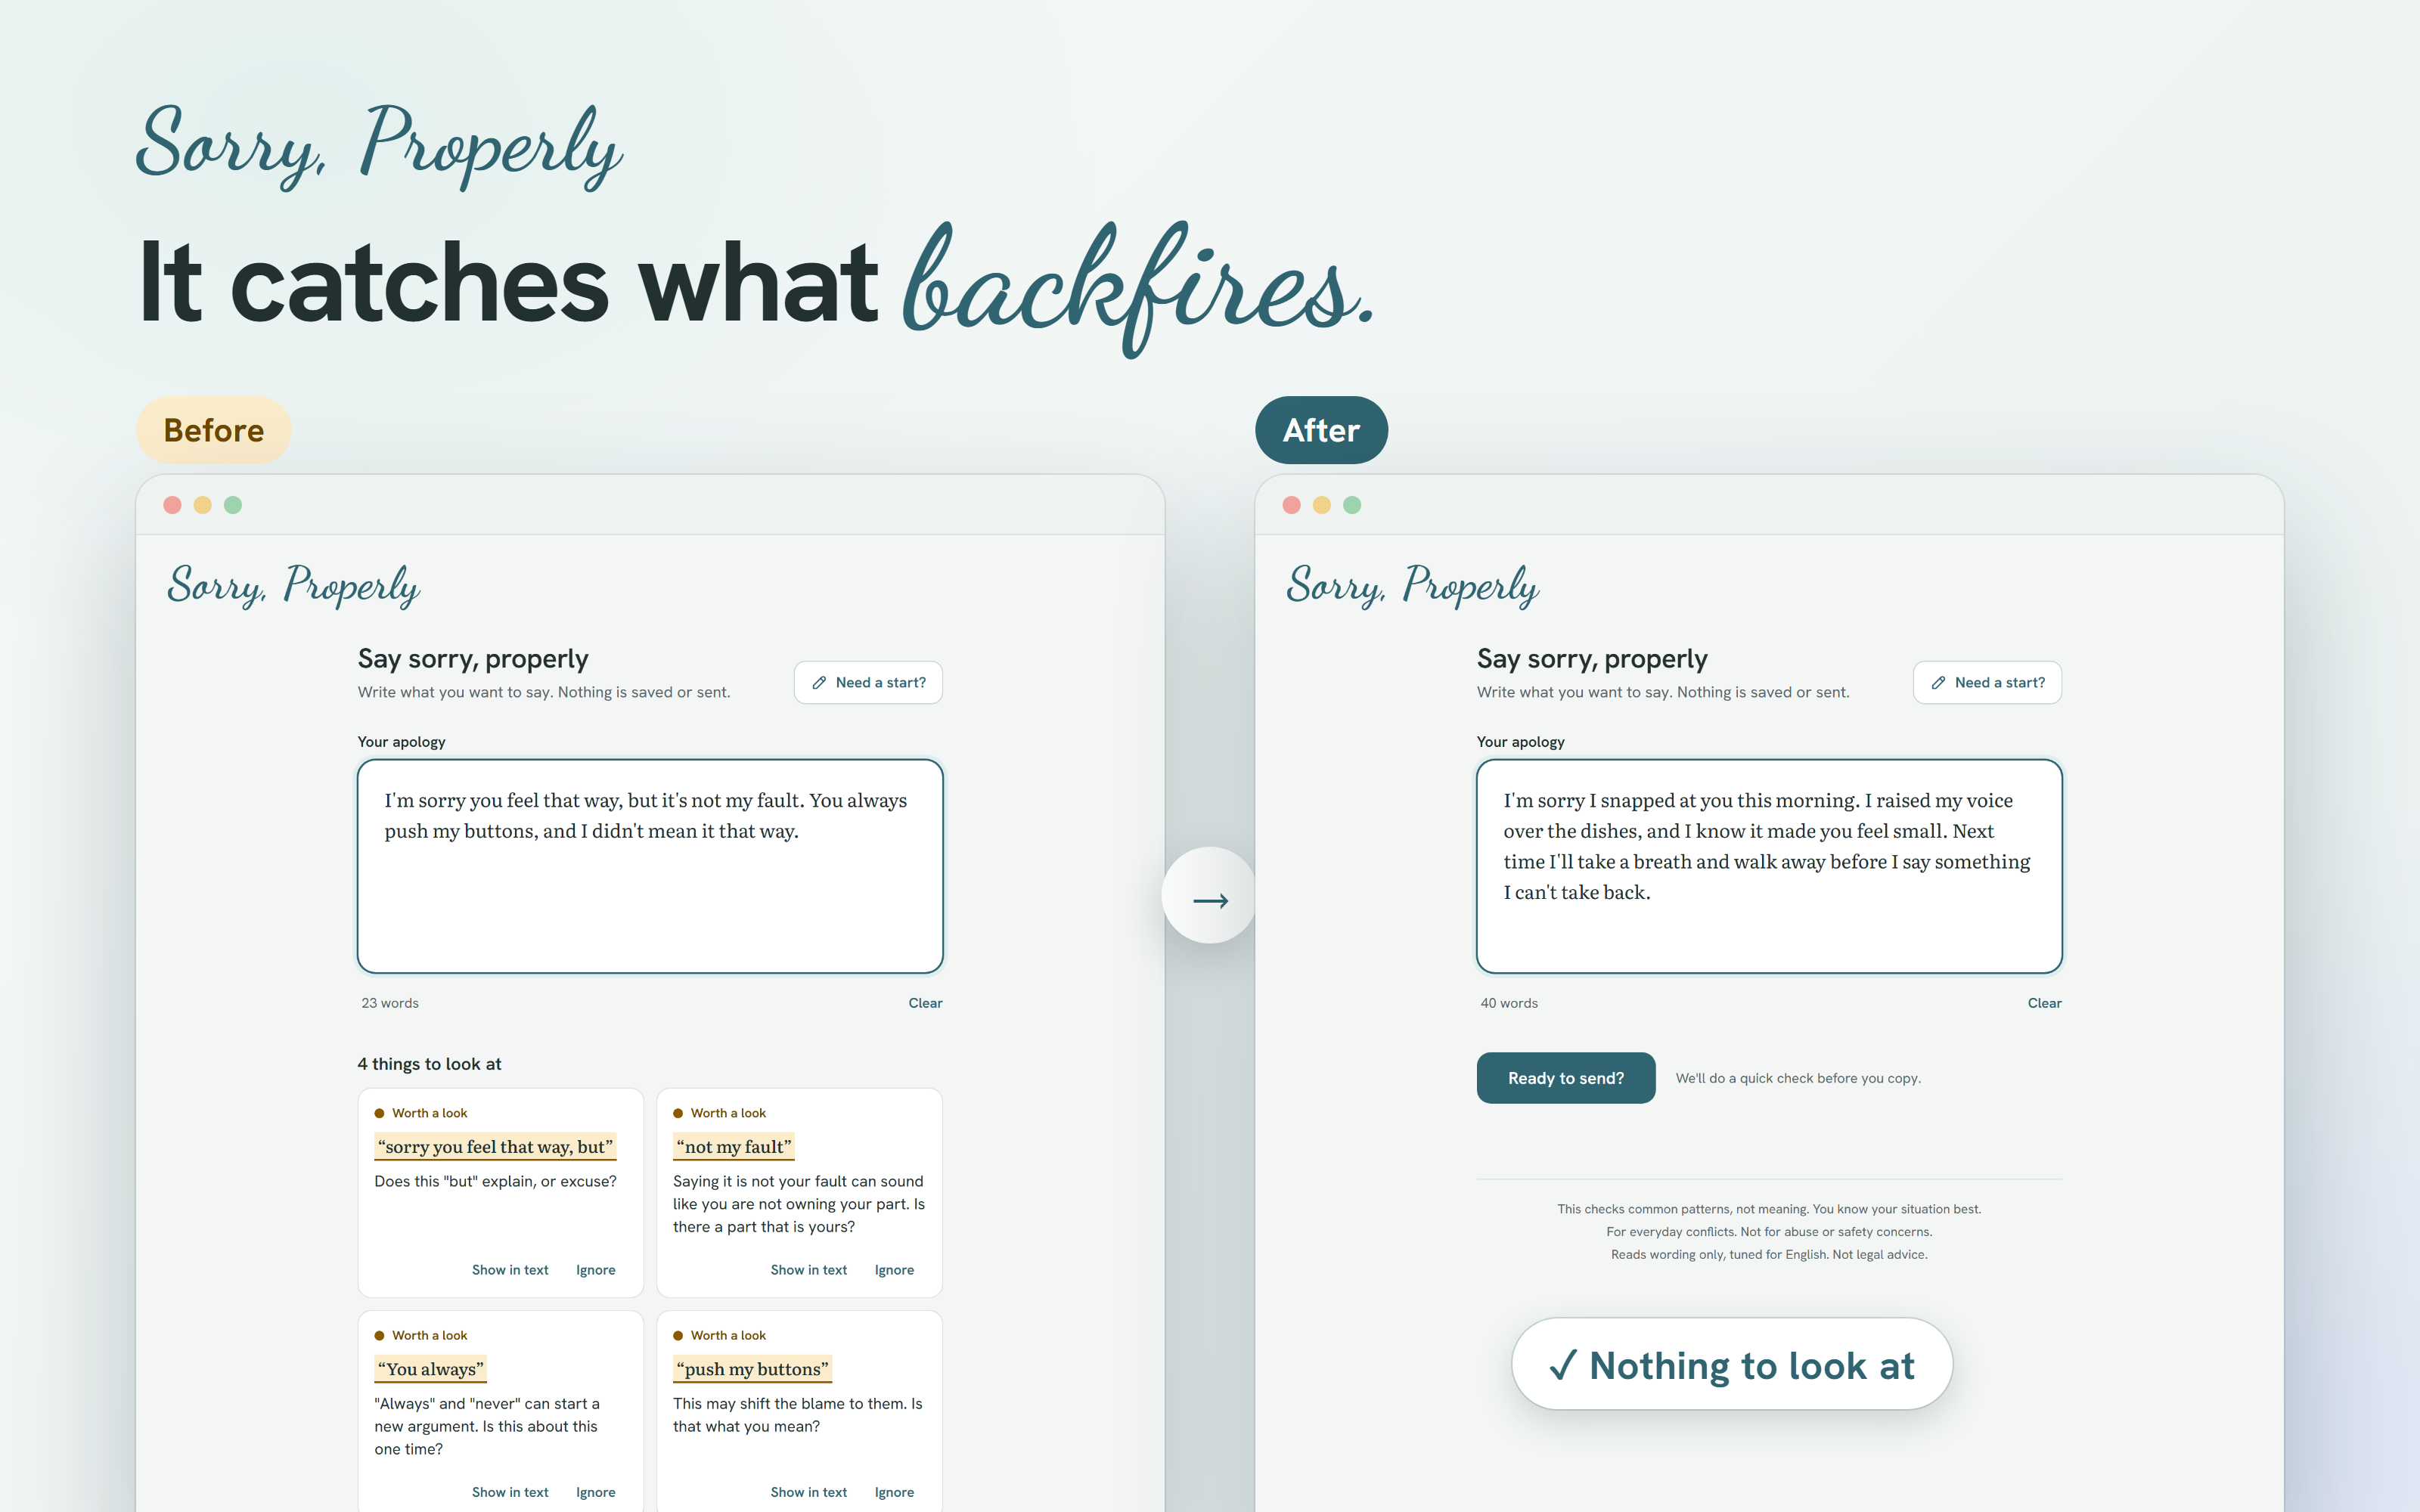 Sorry, Properly
It catches what backfires.
Before
Sorry, Properly
Say sorry, properly
Write what you want to say. Nothing is saved or sent.
Need a start?
Your apology
I'm sorry you feel that way, but it's not my fault. You always
push my buttons, and I didn't mean it that way.
23 words
Clear
4 things to look at
Worth a look
“sorry you feel that way, but”
Does this "but" explain, or excuse?
Show in text
Ignore
Worth a look
“not my fault”
Saying it is not your fault can sound
like you are not owning your part. Is
there a part that is yours?
Show in text
Ignore
Worth a look
“You always”
"Always" and "never" can start a
new argument. Is this about this
one time?
Show in text
Ignore
Worth a look
“push my buttons”
This may shift the blame to them. Is
that what you mean?
Show in text
Ignore
→
After
Sorry, Properly
Say sorry, properly
Write what you want to say. Nothing is saved or sent.
Need a start?
Your apology
I'm sorry I snapped at you this morning. I raised my voice
over the dishes, and I know it made you feel small. Next
time I'll take a breath and walk away before I say something
I can't take back.
40 words
Clear
Ready to send?
We'll do a quick check before you copy.
This checks common patterns, not meaning. You know your situation best.
For everyday conflicts. Not for abuse or safety concerns.
Reads wording only, tuned for English. Not legal advice.
✓ Nothing to look at